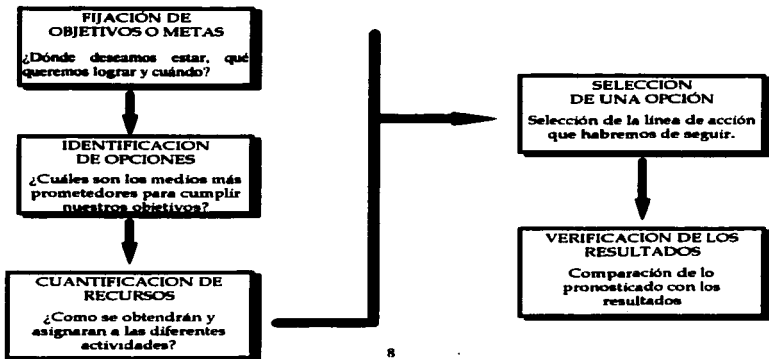 FIJACIÓN DE
OBJETIVOS O METAS
¿Dónde deseamos estar, qué
queremos lograr y cuándo?
IDENTIFICACION
DE OPCIONES
¿Cuáles son los medios más
prometedores para cumplir
nuestros objetivos?
CUANTIFICACION DE
RECURSOS
¿Como se obtendrán y
asignaran a las diferentes
actividades?
SELECCIÓN
DE UNA OPCIÓN
Selección de la línea de acción
que habremos de seguir.
VERIFICACION DE LOS
RESULTADOS
Comparación de lo
pronosticado con los
resultados
8